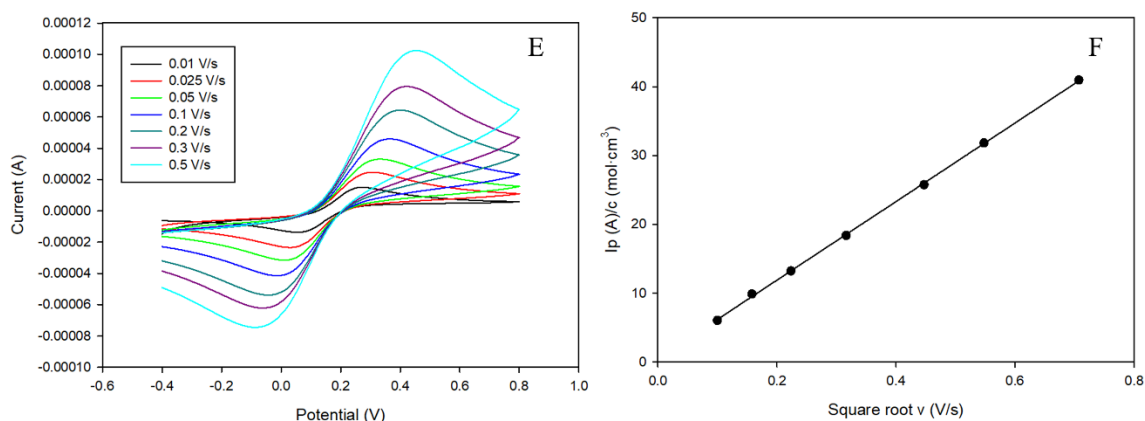 E
0.00012
0.00010
0.00008
0.00006
0.00004
0.00002
0.00000
-0.00002
-0.00004
-0.00006
-0.00008
-0.00010
Current (A)
0.01 V/s
0.025 V/s
0.05 V/s
0.1 V/s
0.2 V/s
0.3 V/s
0.5 V/s
-0.6 -0.4 -0.2 0.0 0.2 0.4 0.6 0.8 1.0
Potential (V)
F
50
40
30
20
10
0
Ip (A)/c (mol·cm³)
0.0 0.2 0.4 0.6 0.8
Square root v (V/s)